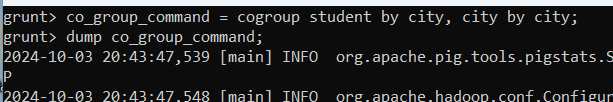 grunt> co_group_command = cogroup student by city, city by city;
grunt> dump co_group_command;
2024-10-03 20:43:47,539 [main] INFO  org.apache.pig.tools.pigstats.S
P
2024-10-03 20:43:47,548 [main] INFO  org.apache.hadoop.conf.Configur